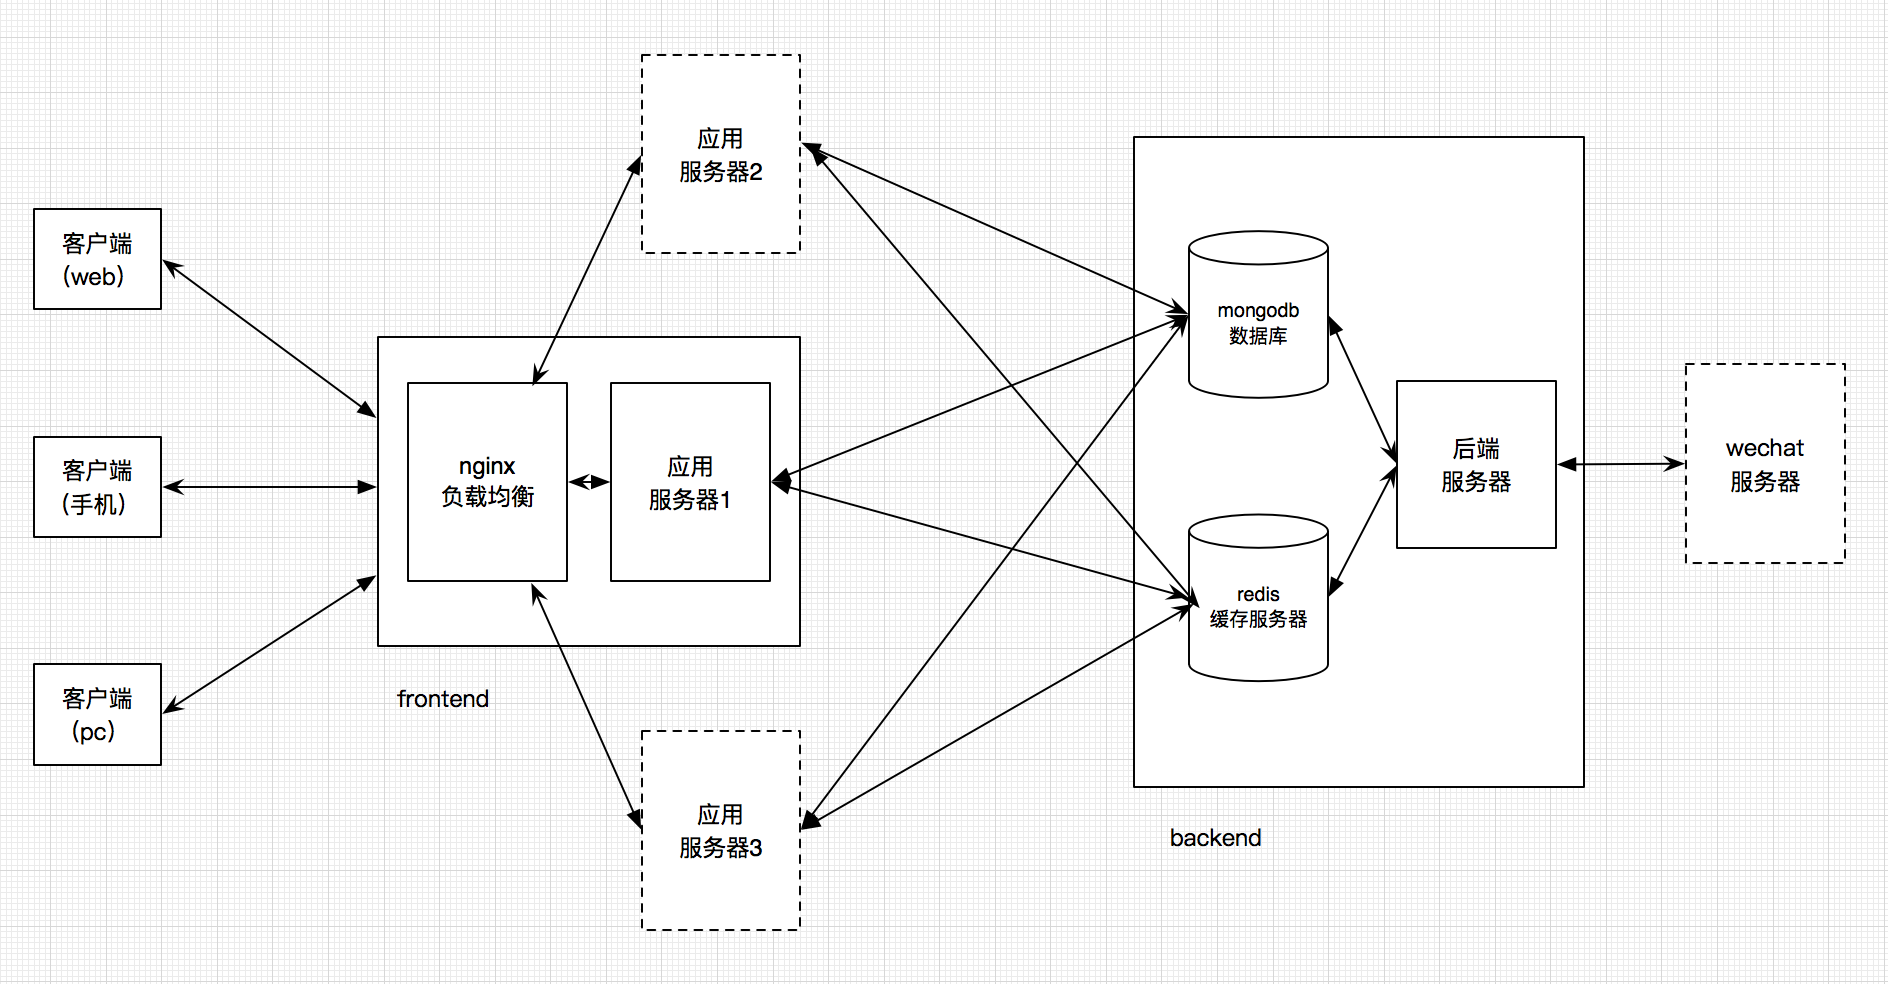 应用
服务器2
客户端
(web)
客户端
(手机)
客户端
(pc)
nginx
负载均衡
应用
服务器1
frontend
应用
服务器3
mongodb
数据库
redis
缓存服务器
后端
服务器
backend
wechat
服务器